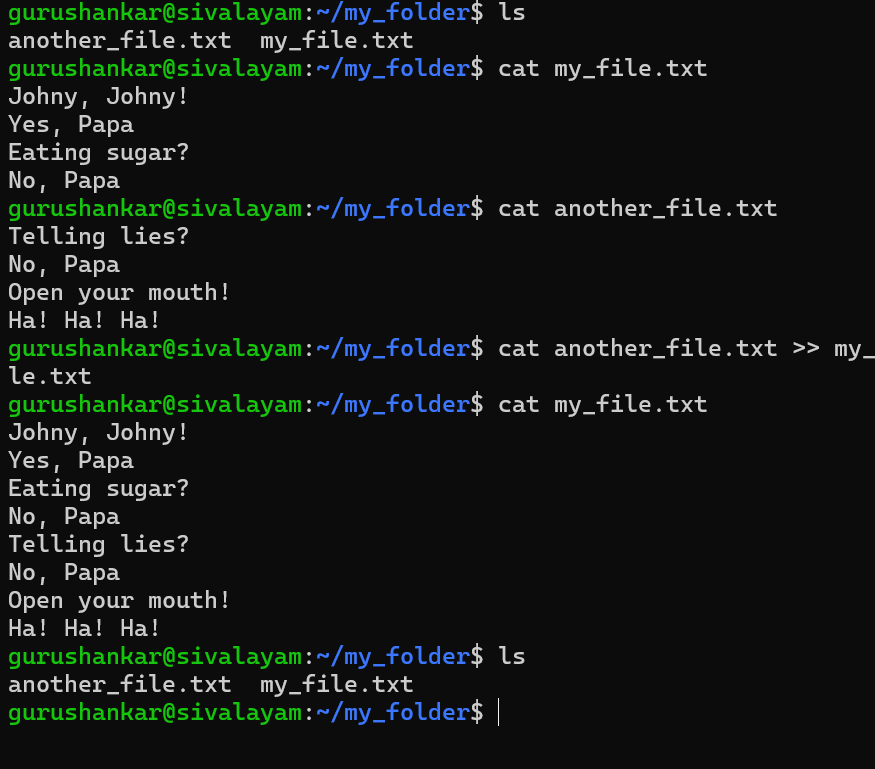 gurushankar@sivalayam:~/my_folder$ ls
another_file.txt  my_file.txt
gurushankar@sivalayam:~/my_folder$ cat my_file.txt
Johny, Johny!
Yes, Papa
Eating sugar?
No, Papa
gurushankar@sivalayam:~/my_folder$ cat another_file.txt
Telling lies?
No, Papa
Open your mouth!
Ha! Ha! Ha!
gurushankar@sivalayam:~/my_folder$ cat another_file.txt >> my_
le.txt
gurushankar@sivalayam:~/my_folder$ cat my_file.txt
Johny, Johny!
Yes, Papa
Eating sugar?
No, Papa
Telling lies?
No, Papa
Open your mouth!
Ha! Ha! Ha!
gurushankar@sivalayam:~/my_folder$ ls
another_file.txt  my_file.txt
gurushankar@sivalayam:~/my_folder$